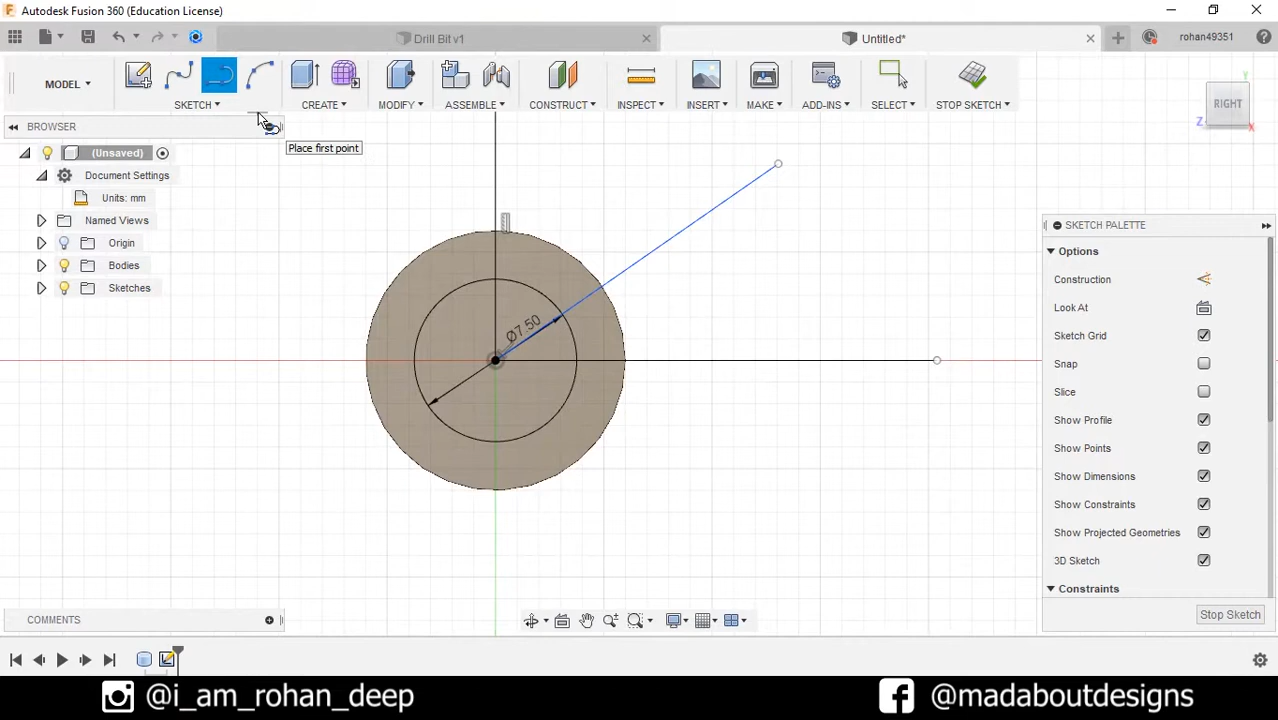 Autodesk Fusion 360 (Education License)
Drill Bit v1
Untitled*
rohan49351
MODEL
SKETCH
CREATE
MODIFY
ASSEMBLE
CONSTRUCT
INSPECT
INSERT
MAKE
ADD-INS
SELECT
STOP SKETCH
RIGHT
Y
Z
X
BROWSER
Place first point
(Unsaved)
Document Settings
Units: mm
Named Views
Origin
Bodies
Sketches
Ø7.50
SKETCH PALETTE
Options
Construction
Look At
Sketch Grid
Snap
Slice
Show Profile
Show Points
Show Dimensions
Show Constraints
Show Projected Geometries
3D Sketch
Constraints
Stop Sketch
COMMENTS
@i_am_rohan_deep
@madaboutdesigns